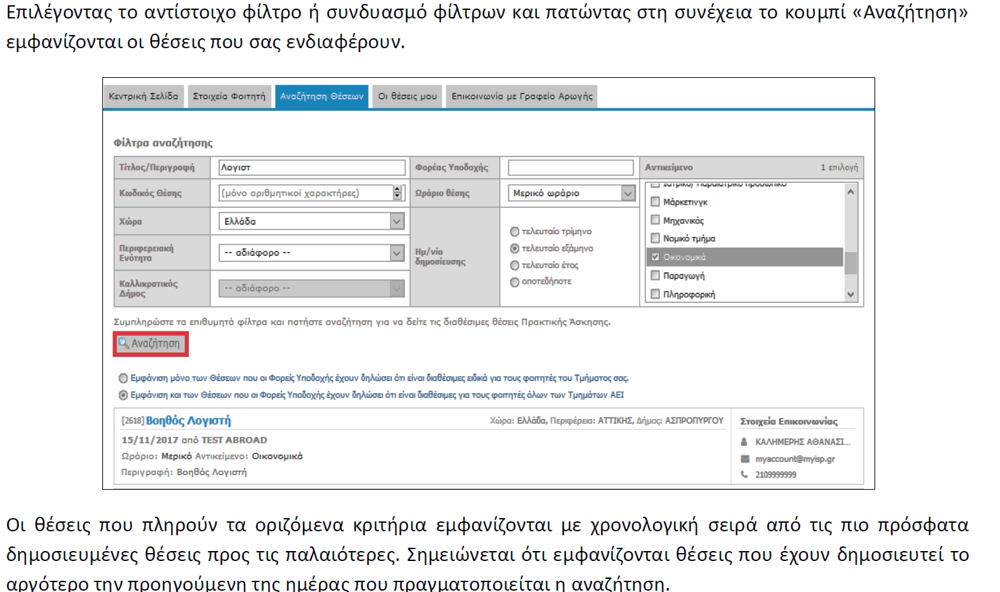 Επιλέγοντας το αντίστοιχο φίλτρο ή συνδυασμό φίλτρων και πατώντας στη συνέχεια το κουμπί «Αναζήτηση»
εμφανίζονται οι θέσεις που σας ενδιαφέρουν.
Κεντρική Σελίδα Στοιχεία Φοιτητή Αναζήτηση Θέσεων Οι θέσεις μου Επικοινωνία με Γραφείο Αρωγής
Φίλτρα αναζήτησης
Τίτλος/Περιγραφή Λογιστ Φορέας Υποδοχής Αντικείμενο 1 επιλογή
Κωδικός Θέσης (μόνο αριθμητικοί χαρακτήρες) Ωράριο θέσης Μερικό ωράριο
Χώρα Ελλάδα
Περιφερειακή
Ενότητα
-- αδιάφορο --
Καλλικρατικός
Δήμος
-- αδιάφορο --
Ημ/νία
δημοσίευσης
τελευταίο τρίμηνο
τελευταίο εξάμηνο
τελευταίο έτος
οποτεδήποτε
Ιατρικό/ Παραϊατρικό προσωπικό
Μάρκετινγκ
Μηχανικός
Νομικό τμήμα
Οικονομικά
Παραγωγή
Πληροφορική
Συμπληρώστε τα επιθυμητά φίλτρα και πατήστε αναζήτηση για να δείτε τις διαθέσιμες θέσεις Πρακτικής Άσκησης.
Αναζήτηση
Εμφάνιση μόνο των Θέσεων που οι Φορείς Υποδοχής έχουν δηλώσει ότι είναι διαθέσιμες ειδικά για τους φοιτητές του Τμήματος σας.
Εμφάνιση και των Θέσεων που οι Φορείς Υποδοχής έχουν δηλώσει ότι είναι διαθέσιμες για τους φοιτητές όλων των Τμημάτων ΑΕΙ
[2618] Βοηθός Λογιστή Χώρα: Ελλάδα, Περιφέρεια: ΑΤΤΙΚΗΣ, Δήμος: ΑΣΠΡΟΠΥΡΓΟΥ
15/11/2017 από TEST ABROAD
Ωράριο: Μερικό Αντικείμενο: Οικονομικά
Περιγραφή: Βοηθός Λογιστή
Στοιχεία Επικοινωνίας
ΚΑΛΗΜΕΡΗΣ ΑΘΑΝΑΣΙ...
myaccount@myisp.gr
2109999999
Οι θέσεις που πληρούν τα οριζόμενα κριτήρια εμφανίζονται με χρονολογική σειρά από τις πιο πρόσφατα
δημοσιευμένες θέσεις προς τις παλαιότερες. Σημειώνεται ότι εμφανίζονται θέσεις που έχουν δημοσιευτεί το
αργότερο την προηγούμενη της ημέρας που πραγματοποιείται η αναζήτηση.